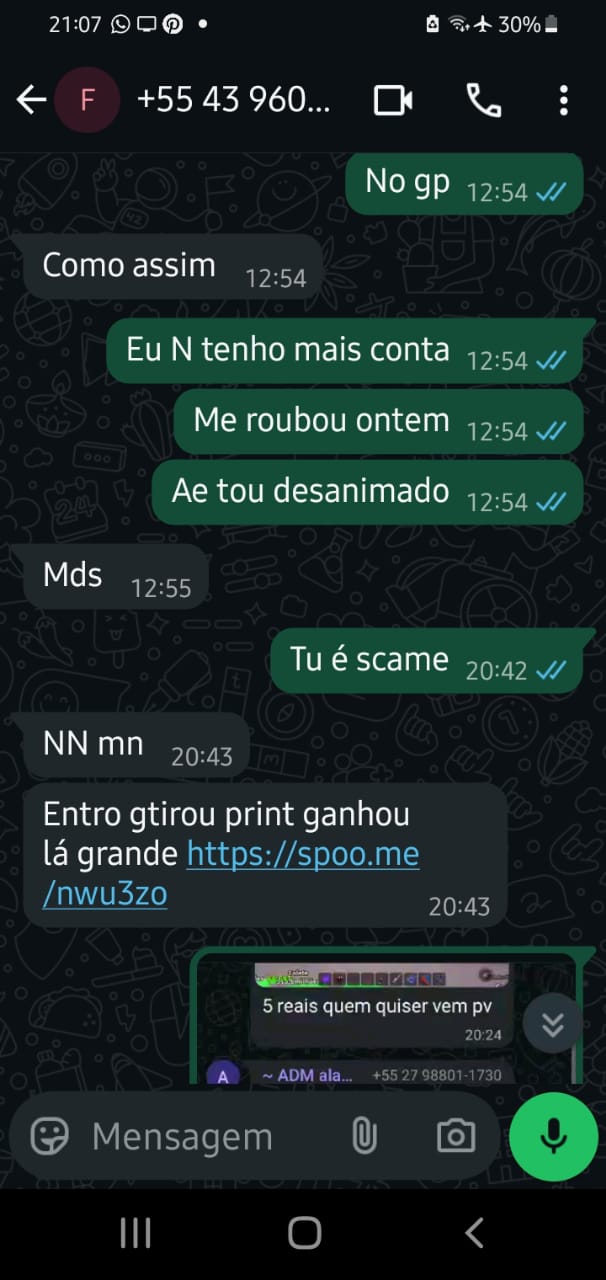 21:07
30%
F
+55 43 960...
No gp 12:54
Como assim 12:54
Eu N tenho mais conta 12:54
Me roubou ontem 12:54
Ae tou desanimado 12:54
Mds 12:55
Tu é scame 20:42
NN mn 20:43
Entro gtirou print ganhou
lá grande https://spoo.me
/nwu3zo
20:43
5 reais quem quiser vem pv
20:24
A
~ ADM ala... +55 27 98801-1730
Mensagem